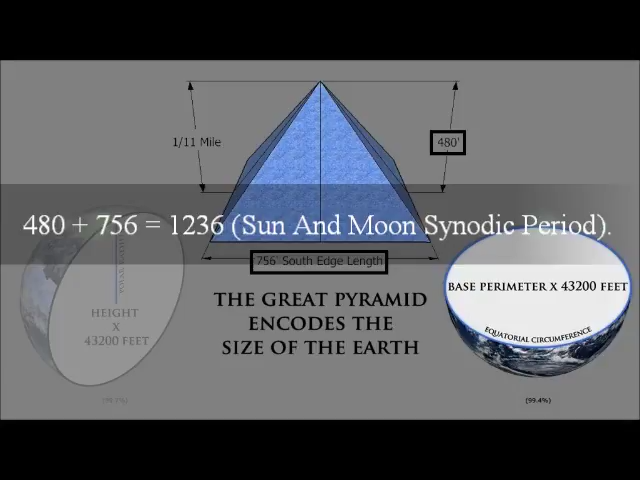 1/11 Mile
480'
480 + 756 = 1236 (Sun And Moon Synodic Period).
756' South Edge Length
HEIGHT
X
43200 FEET
THE GREAT PYRAMID
ENCODES THE
SIZE OF THE EARTH
BASE PERIMETER X 43200 FEET
EQUATORIAL CIRCUMFERENCE
(99.4%)